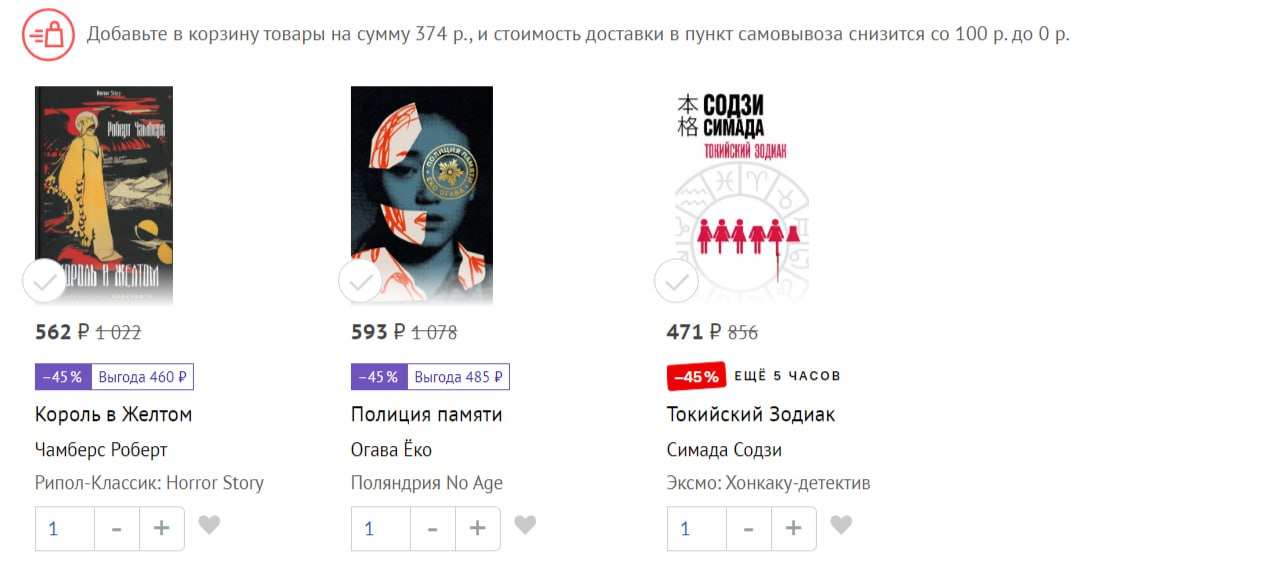 Добавьте в корзину товары на сумму 374 р., и стоимость доставки в пункт самовывоза снизится со 100 р. до 0 р.
Horror Story
Роберт Чамберс
КОРОЛЬ В ЖЕЛТОМ
562 ₽ 1 022
–45% Выгода 460 ₽
Король в Желтом
Чамберс Роберт
Рипол-Классик: Horror Story
1 - +
ПОЛИЦИЯ ПАМЯТИ
ЁКО ОГАВА
593 ₽ 1 078
–45% Выгода 485 ₽
Полиция памяти
Огава Ёко
Поляндрия No Age
1 - +
本格
СОДЗИ
СИМАДА
ТОКИЙСКИЙ ЗОДИАК
471 ₽ 856
–45% ЕЩЁ 5 ЧАСОВ
Токийский Зодиак
Симада Содзи
Эксмо: Хонкаку-детектив
1 - +